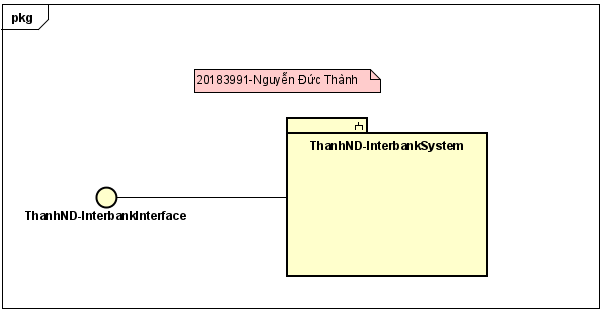 pkg
20183991-Nguyễn Đức Thành
ThanhND-InterbankSystem
ThanhND-InterbankInterface